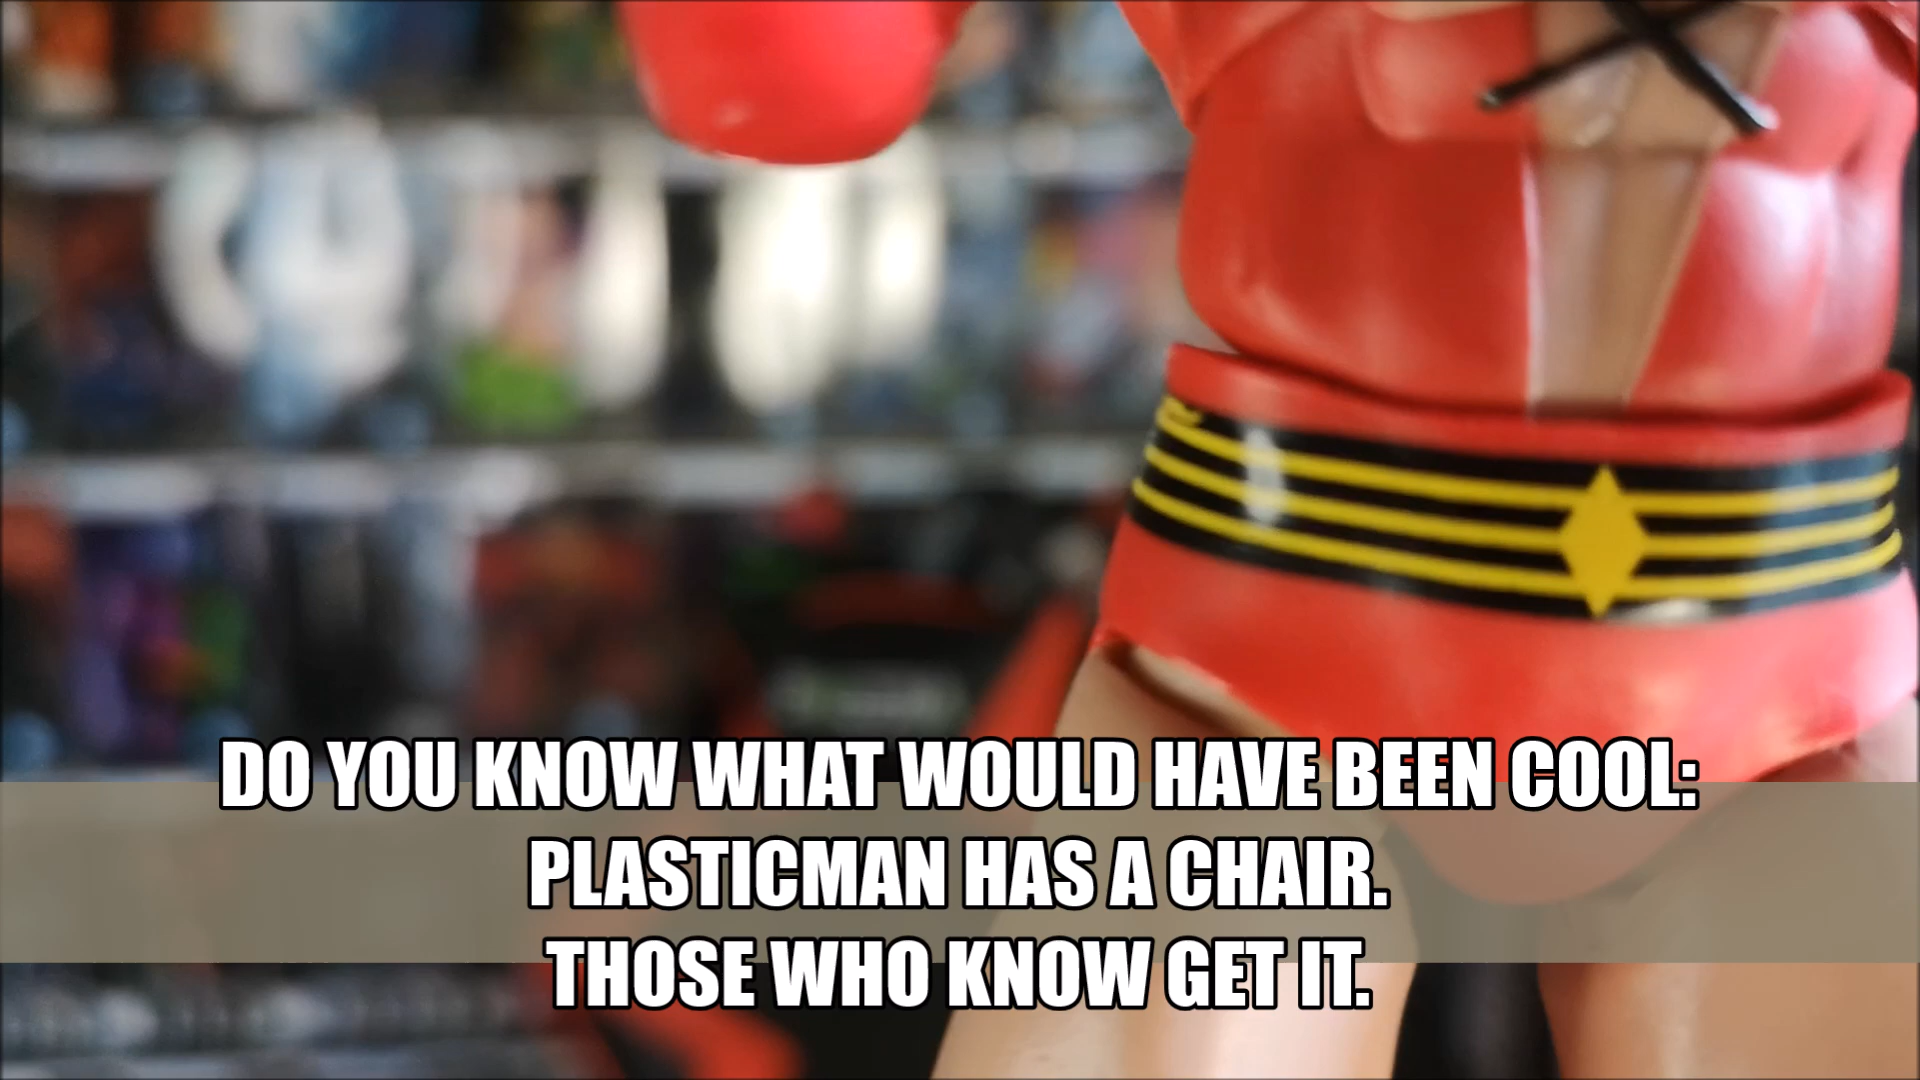 DO YOU KNOW WHAT WOULD HAVE BEEN COOL:
PLASTICMAN HAS A CHAIR.
THOSE WHO KNOW GET IT.